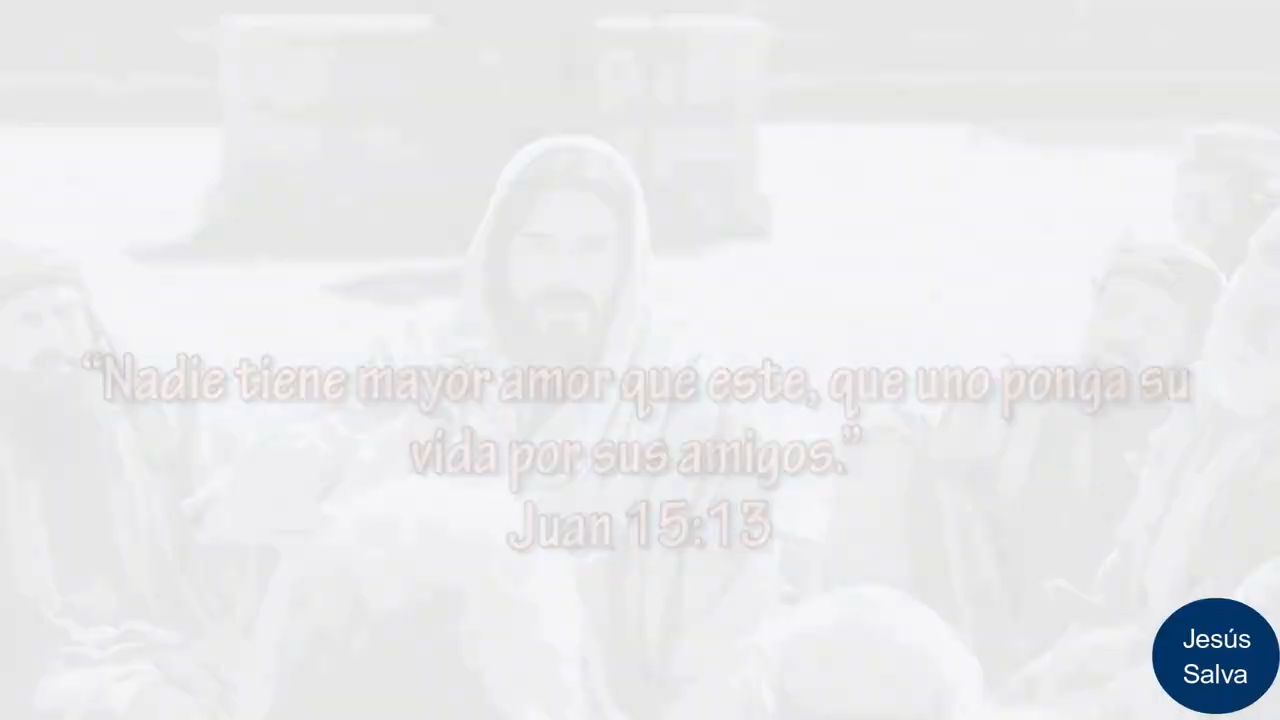 “Nadie tiene mayor amor que este, que uno ponga su
vida por sus amigos.”
Juan 15:13
Jesús
Salva